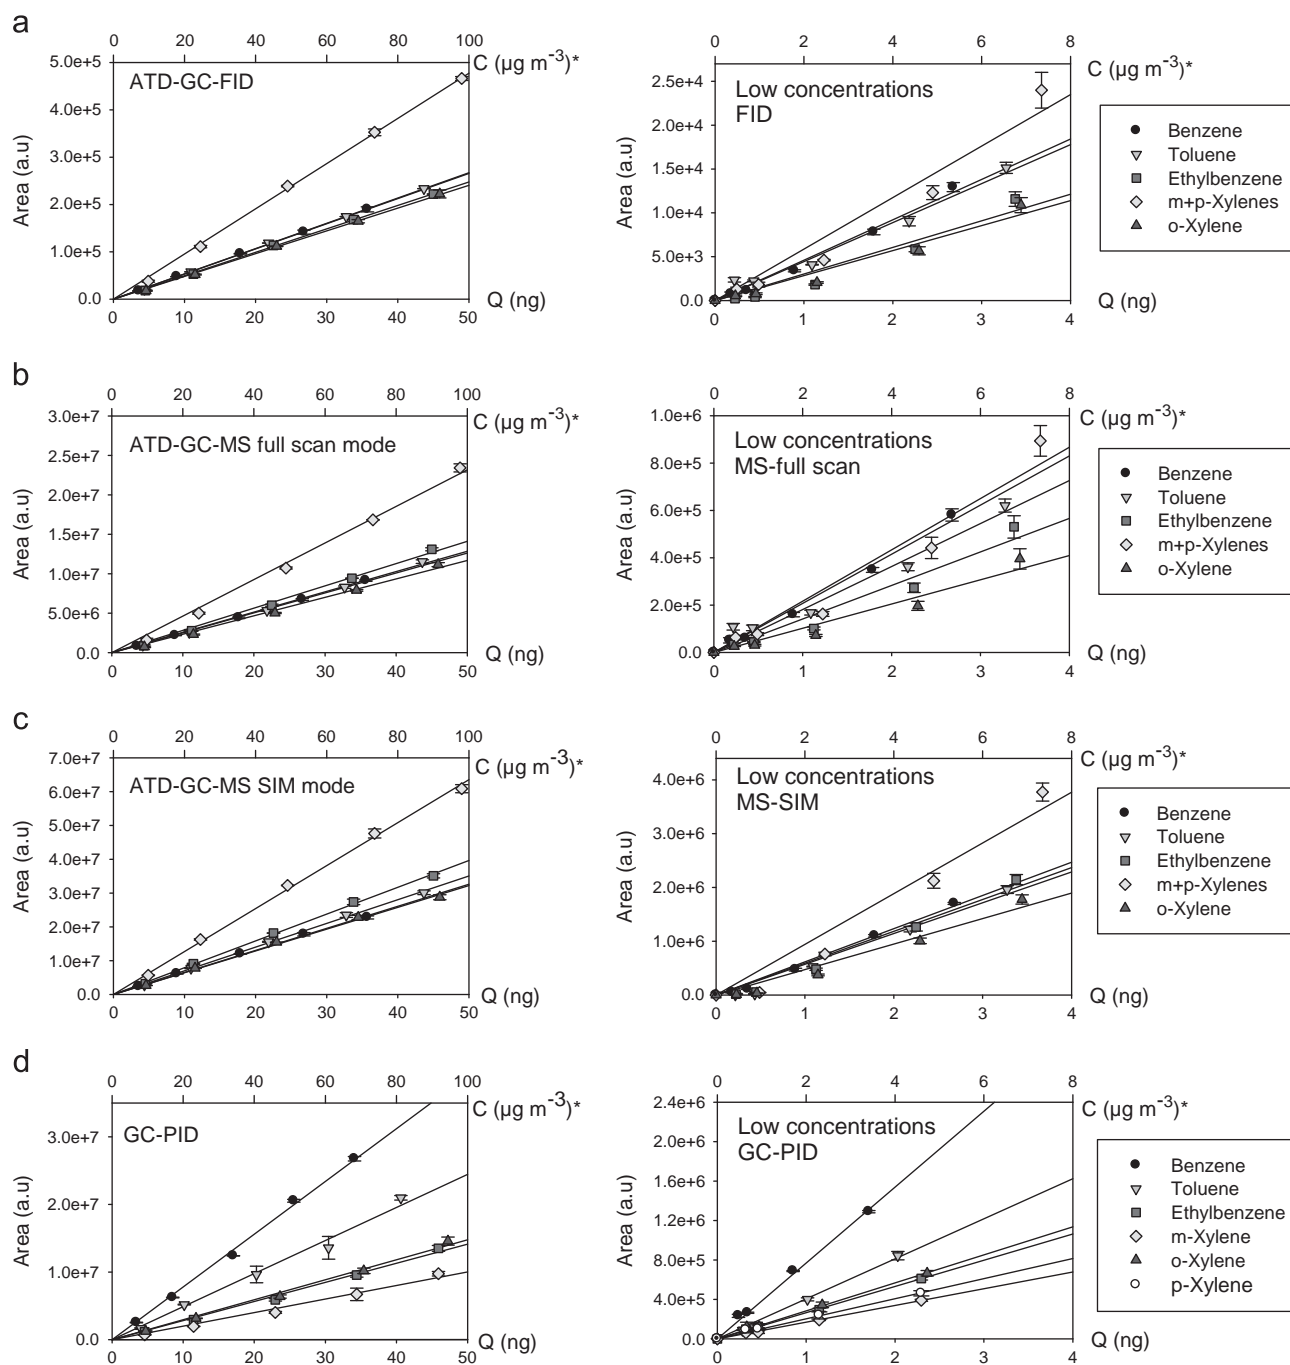 a
0 20 40 60 80 100
C (µg m⁻³)*
ATD-GC-FID
5.0e+5
4.0e+5
3.0e+5
2.0e+5
1.0e+5
0.0
Area (a.u)
0 10 20 30 40 50
Q (ng)
0 2 4 6 8
C (µg m⁻³)*
Low concentrations
FID
2.5e+4
2.0e+4
1.5e+4
1.0e+4
5.0e+3
0.0
Area (a.u)
0 1 2 3 4
Q (ng)
Benzene
Toluene
Ethylbenzene
m+p-Xylenes
o-Xylene
b
0 20 40 60 80 100
C (µg m⁻³)*
ATD-GC-MS full scan mode
3.0e+7
2.5e+7
2.0e+7
1.5e+7
1.0e+7
5.0e+6
0.0
Area (a.u)
0 10 20 30 40 50
Q (ng)
0 2 4 6 8
C (µg m⁻³)*
Low concentrations
MS-full scan
1.0e+6
8.0e+5
6.0e+5
4.0e+5
2.0e+5
0.0
Area (a.u)
0 1 2 3 4
Q (ng)
Benzene
Toluene
Ethylbenzene
m+p-Xylenes
o-Xylene
c
0 20 40 60 80 100
C (µg m⁻³)*
ATD-GC-MS SIM mode
7.0e+7
6.0e+7
5.0e+7
4.0e+7
3.0e+7
2.0e+7
1.0e+7
0.0
Area (a.u)
0 10 20 30 40 50
Q (ng)
0 2 4 6 8
C (µg m⁻³)*
Low concentrations
MS-SIM
4.0e+6
3.0e+6
2.0e+6
1.0e+6
0.0
Area (a.u)
0 1 2 3 4
Q (ng)
Benzene
Toluene
Ethylbenzene
m+p-Xylenes
o-Xylene
d
0 20 40 60 80 100
C (µg m⁻³)*
GC-PID
3.0e+7
2.0e+7
1.0e+7
0.0
Area (a.u)
0 10 20 30 40 50
Q (ng)
0 2 4 6 8
C (µg m⁻³)*
Low concentrations
GC-PID
2.4e+6
2.0e+6
1.6e+6
1.2e+6
8.0e+5
4.0e+5
0.0
Area (a.u)
0 1 2 3 4
Q (ng)
Benzene
Toluene
Ethylbenzene
m-Xylene
o-Xylene
p-Xylene